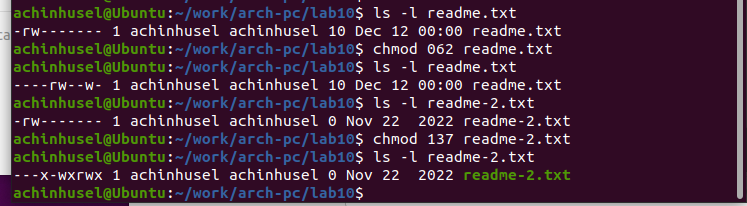 achinhusel@Ubuntu:~/work/arch-pc/lab10$ ls -l readme.txt
-rw------- 1 achinhusel achinhusel 10 Dec 12 00:00 readme.txt
achinhusel@Ubuntu:~/work/arch-pc/lab10$ chmod 062 readme.txt
achinhusel@Ubuntu:~/work/arch-pc/lab10$ ls -l readme.txt
----rw--w- 1 achinhusel achinhusel 10 Dec 12 00:00 readme.txt
achinhusel@Ubuntu:~/work/arch-pc/lab10$ ls -l readme-2.txt
-rw------- 1 achinhusel achinhusel 0 Nov 22  2022 readme-2.txt
achinhusel@Ubuntu:~/work/arch-pc/lab10$ chmod 137 readme-2.txt
achinhusel@Ubuntu:~/work/arch-pc/lab10$ ls -l readme-2.txt
---x-wxrwx 1 achinhusel achinhusel 0 Nov 22  2022 readme-2.txt
achinhusel@Ubuntu:~/work/arch-pc/lab10$